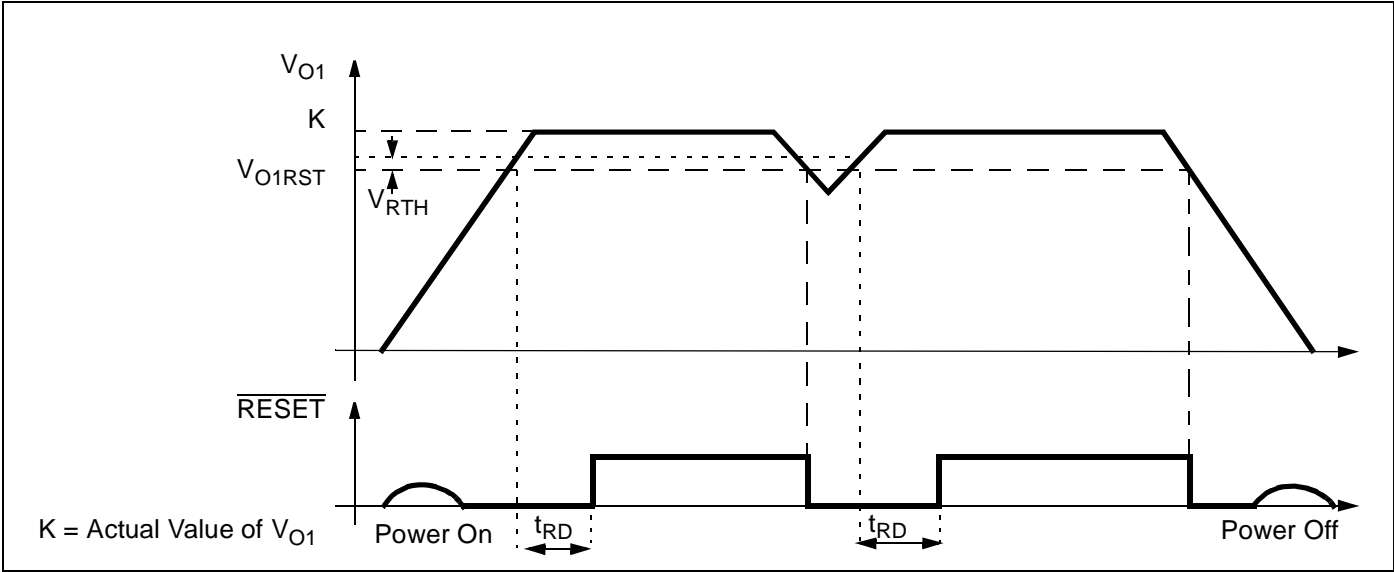 V_O1
K
V_O1RST
V_RTH
RESET
K = Actual Value of V_O1
Power On
t_RD
t_RD
Power Off